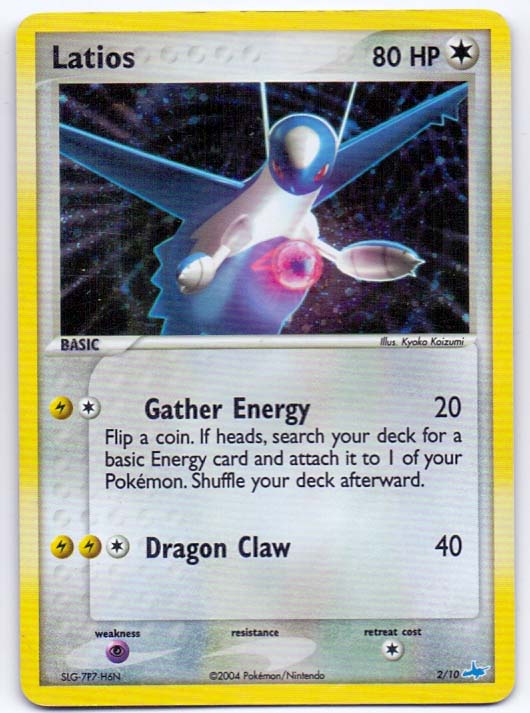 Latios 80 HP
BASIC Illus. Kyoko Koizumi
Gather Energy 20
Flip a coin. If heads, search your deck for a
basic Energy card and attach it to 1 of your
Pokémon. Shuffle your deck afterward.
Dragon Claw 40
weakness resistance retreat cost
SLG-7P7-H6N ©2004 Pokémon/Nintendo 2/10